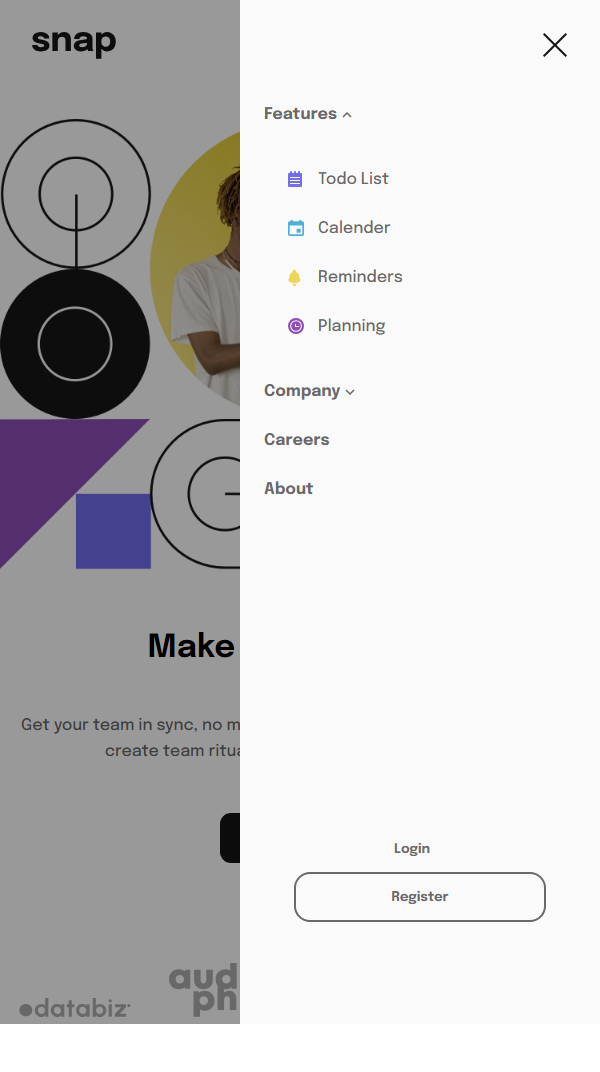 snap
Features
Todo List
Calender
Reminders
Planning
Company
Careers
About
Make
Get your team in sync, no
create team
Login
Register
databiz
aud
ph